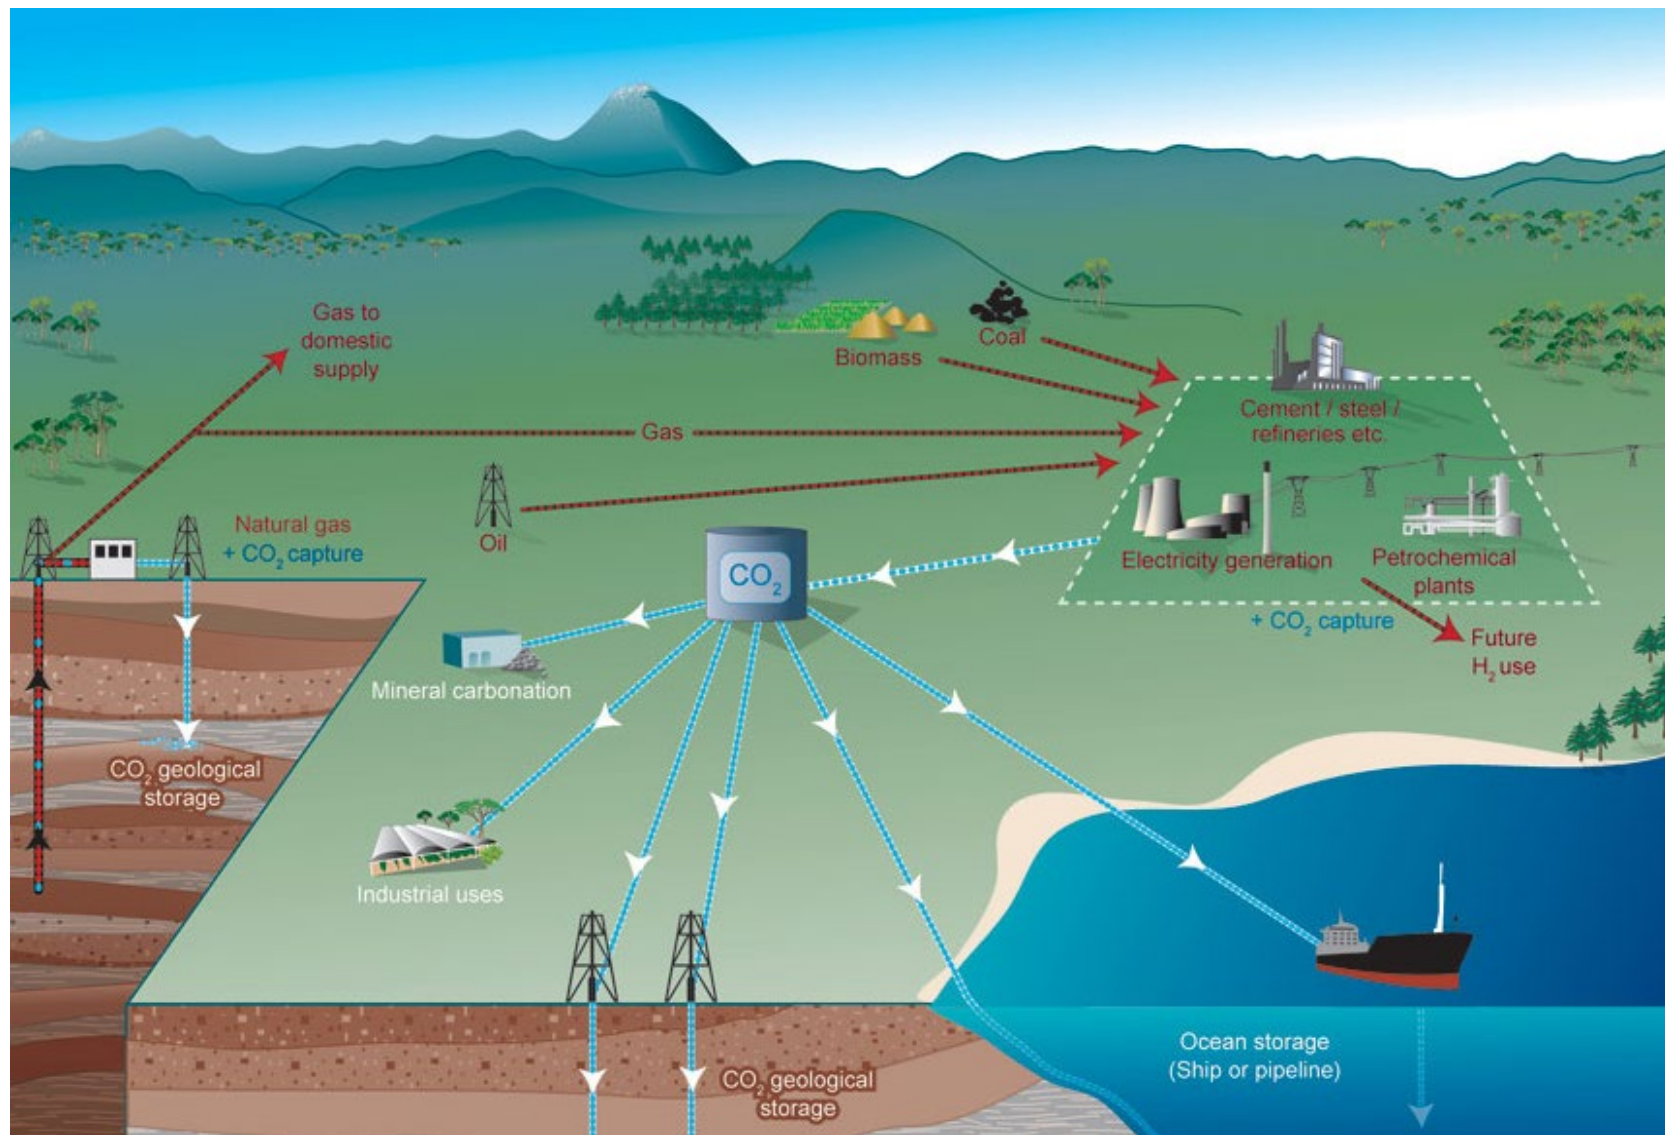 Gas to
domestic
supply
Coal
Biomass
Cement / steel /
refineries etc.
Gas
Natural gas
+ CO₂ capture
Oil
Electricity generation
Petrochemical
plants
CO₂
+ CO₂ capture
Future
H₂ use
Mineral carbonation
CO₂ geological
storage
Industrial uses
Ocean storage
(Ship or pipeline)
CO₂ geological
storage